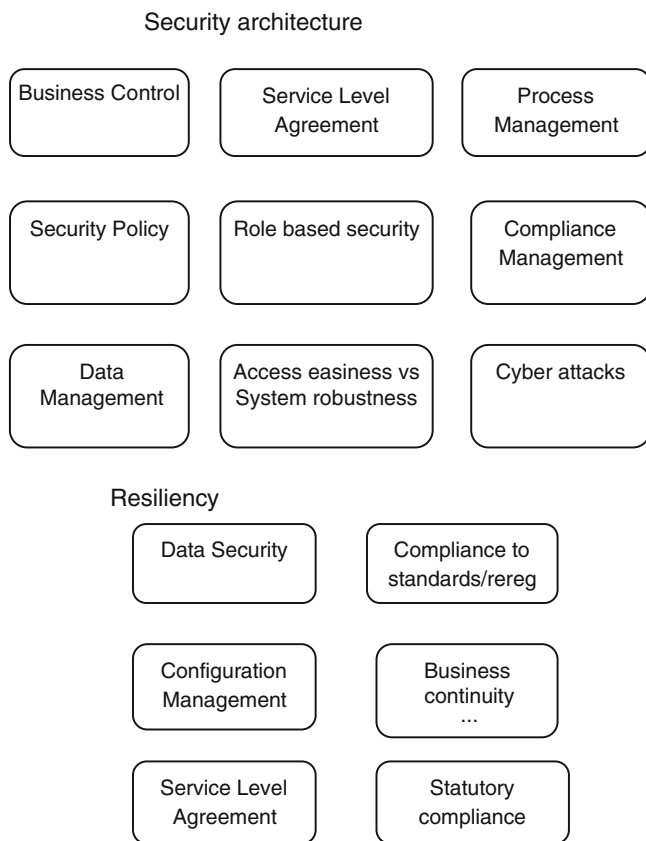 Security architecture
Business Control
Service Level
Agreement
Process
Management
Security Policy
Role based security
Compliance
Management
Data
Management
Access easiness vs
System robustness
Cyber attacks
Resiliency
Data Security
Compliance to
standards/rereg
Configuration
Management
Business
continuity
...
Service Level
Agreement
Statutory
compliance